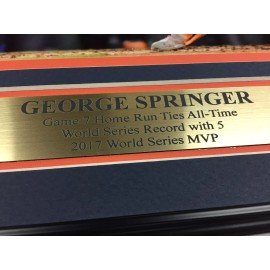 GEORGE SPRINGER
Game 7 Home Run Ties All-Time
World Series Record with 5
2017 World Series MVP